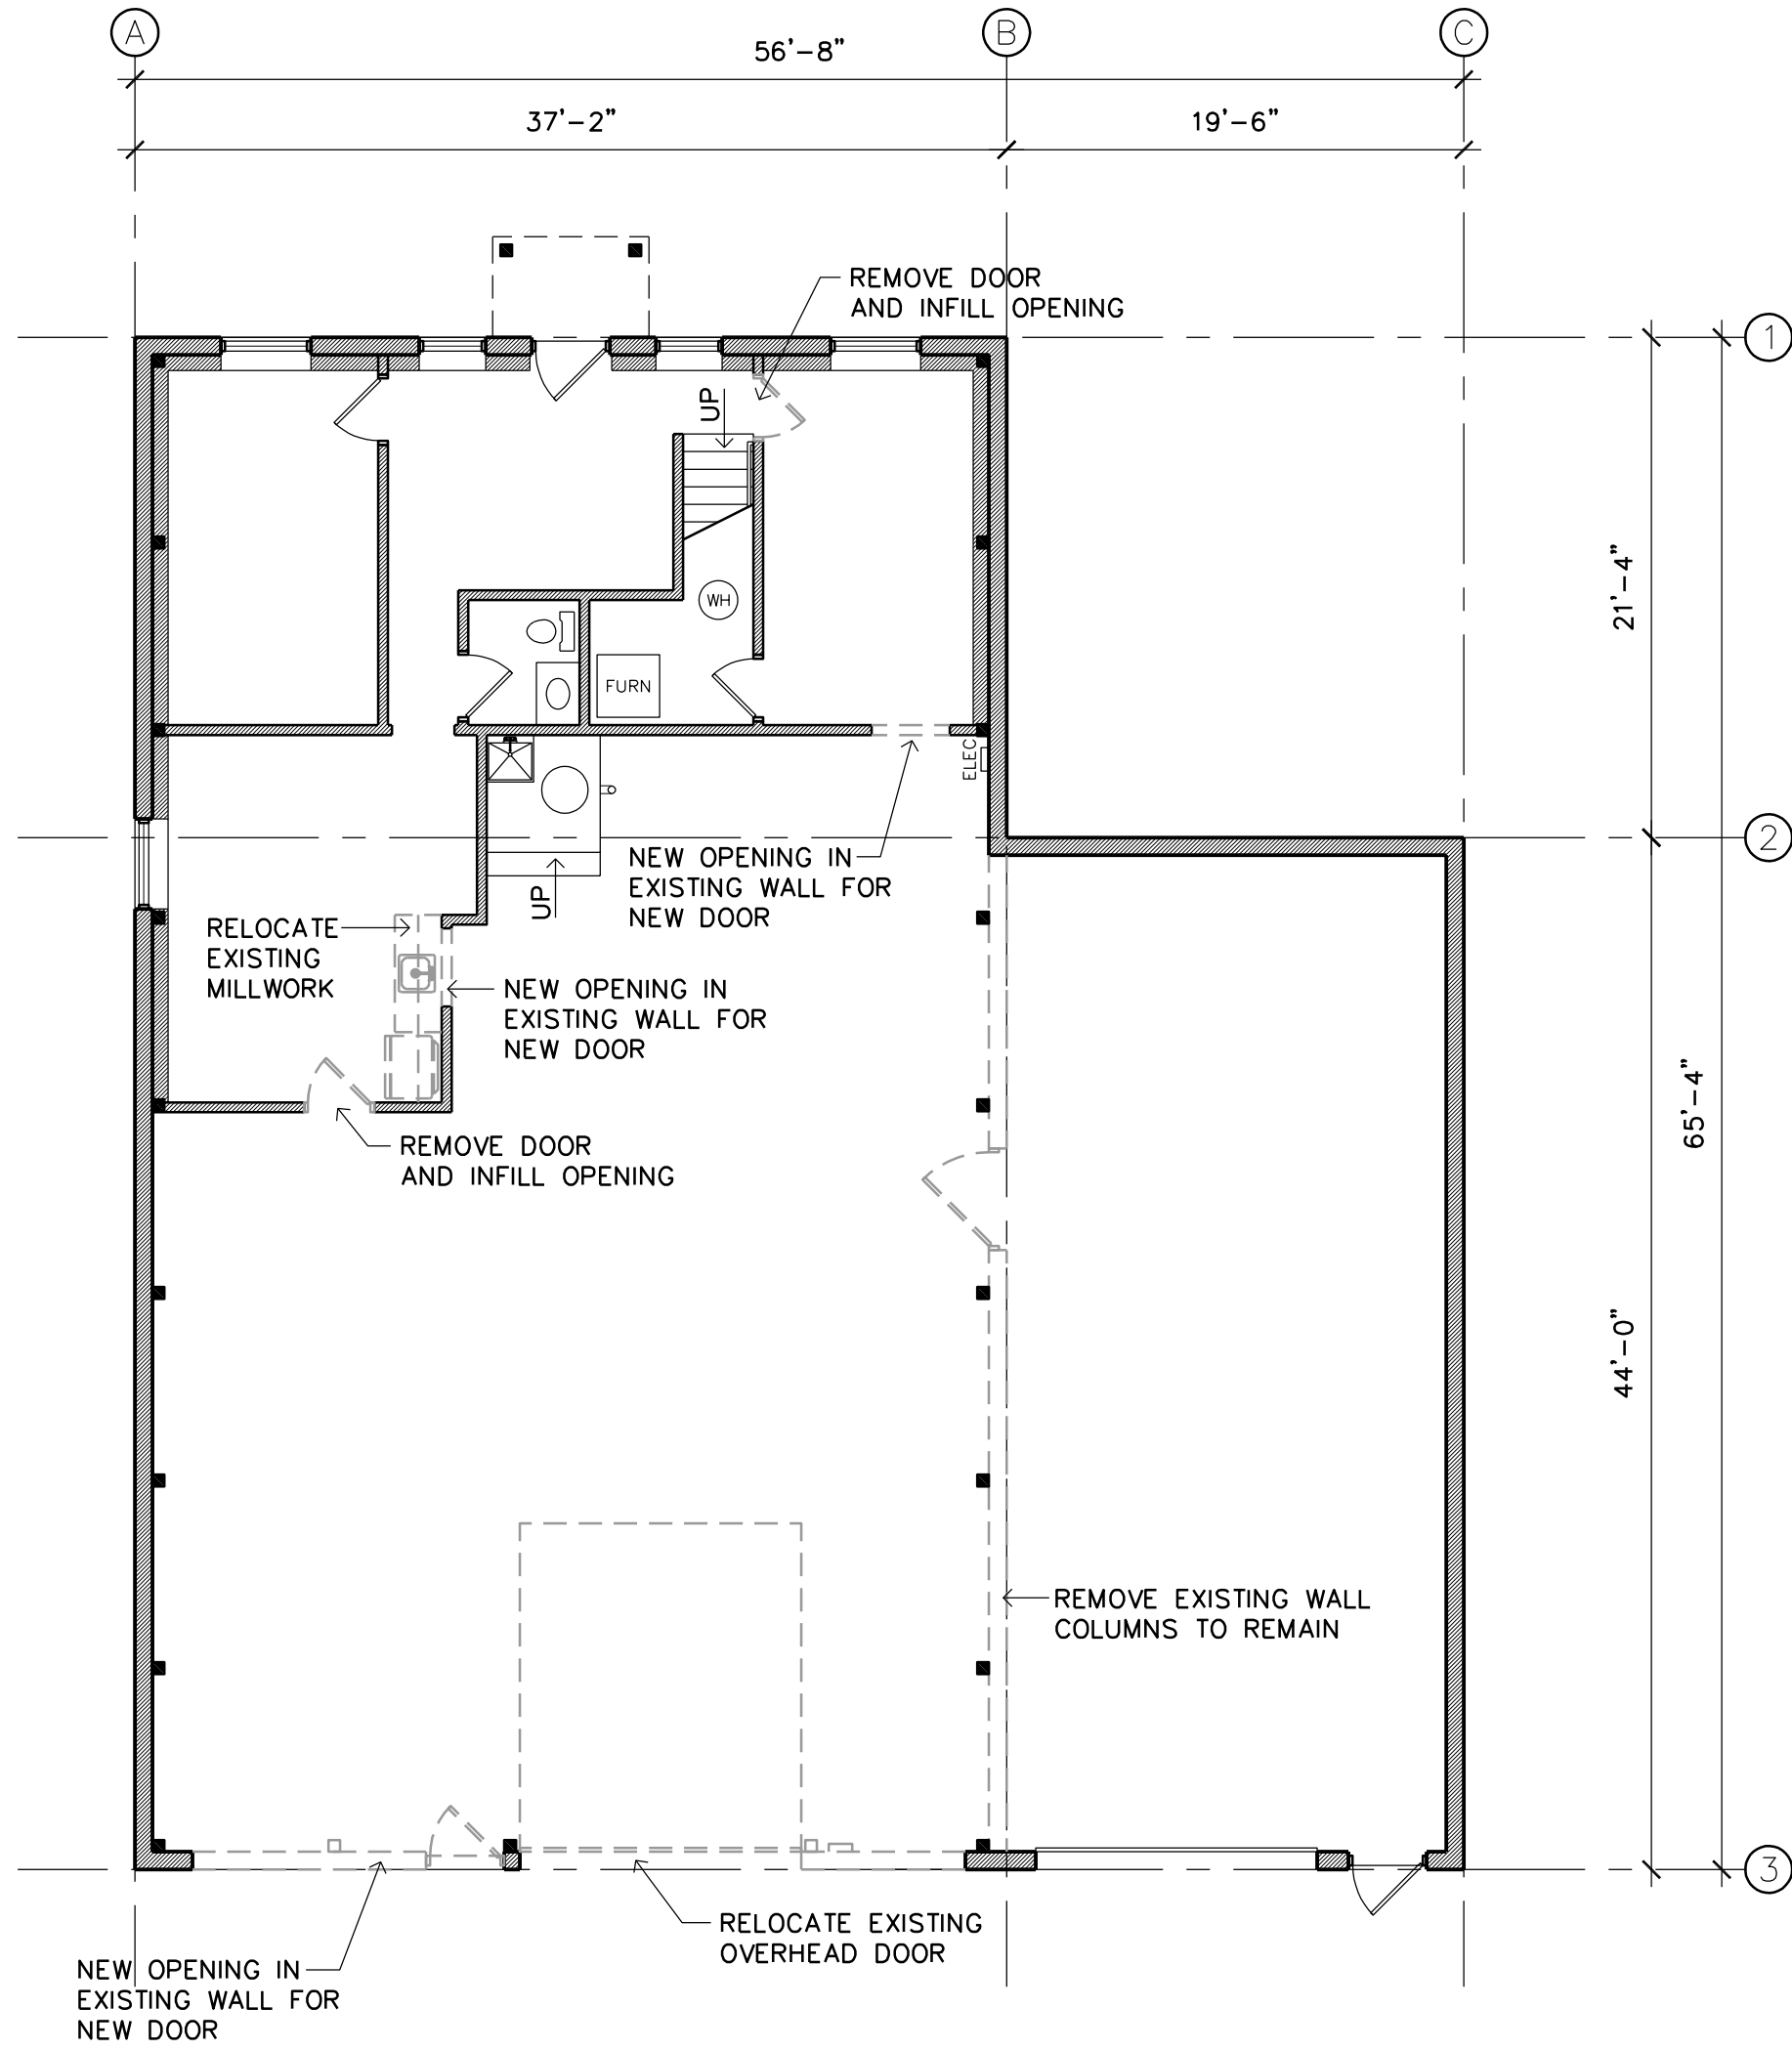 A
B
C
56'-8"
37'-2"
19'-6"
REMOVE DOOR
AND INFILL OPENING
1
UP
21'-4"
WH
FURN
ELEC
2
NEW OPENING IN
EXISTING WALL FOR
NEW DOOR
UP
RELOCATE
EXISTING
MILLWORK
NEW OPENING IN
EXISTING WALL FOR
NEW DOOR
65'-4"
REMOVE DOOR
AND INFILL OPENING
44'-0"
REMOVE EXISTING WALL
COLUMNS TO REMAIN
3
RELOCATE EXISTING
OVERHEAD DOOR
NEW OPENING IN
EXISTING WALL FOR
NEW DOOR